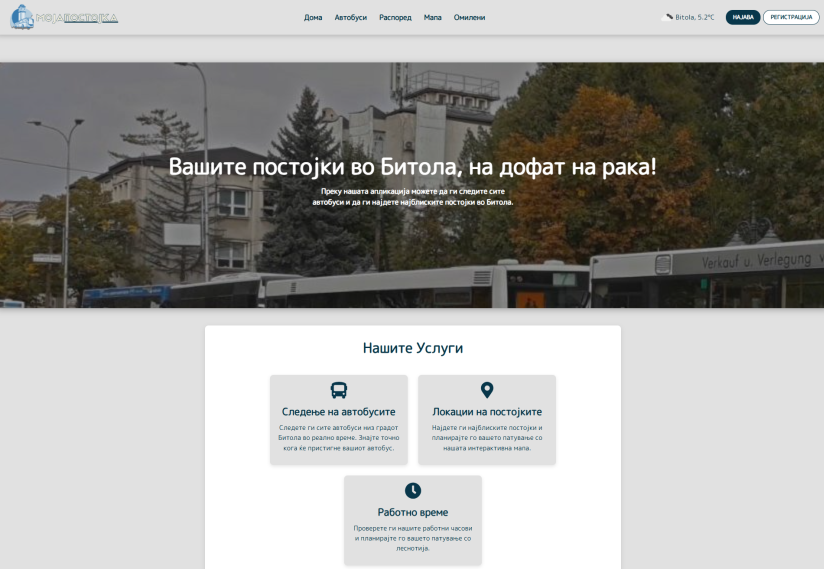 МОЈАПОСТОЈКА
Дома Автобуси Распоред Мапа Омилени
Bitola, 5.2°C
НАЈАВА
РЕГИСТРАЦИЈА
Вашите постојки во Битола, на дофат на рака!
Преку нашата апликација можете да ги следите сите
автобуси и да ги најдете најблиските постојки во Битола.
Verkauf u. Verlegung
Нашите Услуги
Следење на автобусите
Следете ги сите автобуси низ градот
Битола во реално време. Знајте точно
кога ќе пристигне вашиот автобус.
Локации на постојките
Најдете ги најблиските постојки и
планирајте го вашето патување со
нашата интерактивна мапа.
Работно време
Проверете ги нашите работни часови
и планирајте го вашето патување со
леснотија.